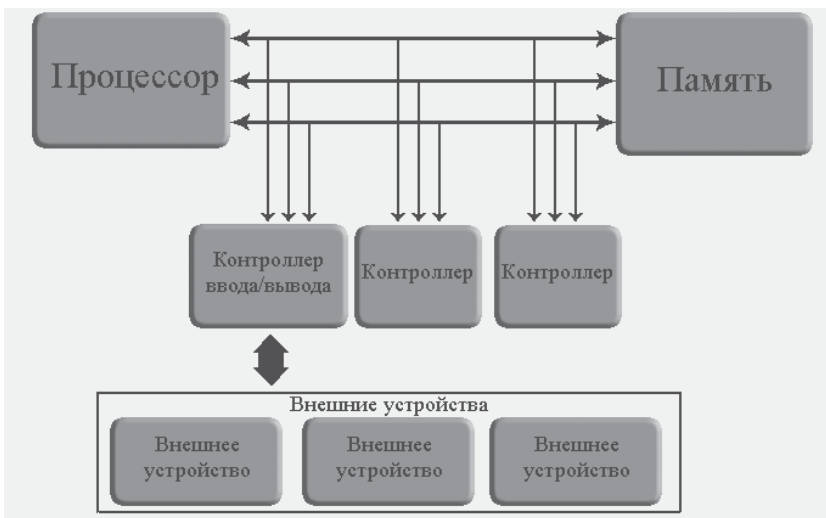 Процессор
Память
Контроллер
ввода/вывода
Контроллер
Контроллер
Внешние устройства
Внешнее
устройство
Внешнее
устройство
Внешнее
устройство